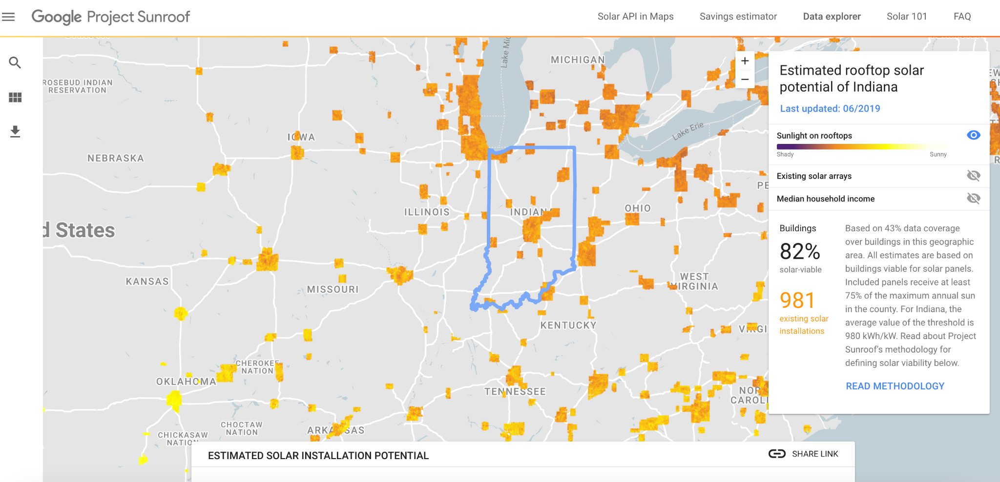 Google Project Sunroof
Solar API in Maps
Savings estimator
Data explorer
Solar 101
FAQ
MICHIGAN
Lake Mic
ROSEBUD INDIAN
RESERVATION
IOWA
NEBRASKA
Lake Erie
ILLINOIS
INDIANA
OHIO
PE
d States
KANSAS
MISSOURI
WEST
VIRGINIA
KENTUCKY
VIRGI
CHEROKEE
NATION
OKLAHOMA
TENNESSEE
NOR
CAROLI
CHOCTAW
NATION
ARKANSAS
CHICKASAW
NATION
+
−
Estimated rooftop solar
potential of Indiana
Last updated: 06/2019
Sunlight on rooftops
Shady
Sunny
Existing solar arrays
Median household income
Buildings
82%
solar-viable
981
existing solar
installations
Based on 43% data coverage
over buildings in this geographic
area. All estimates are based on
buildings viable for solar panels.
Included panels receive at least
75% of the maximum annual sun
in the county. For Indiana, the
average value of the threshold is
980 kWh/kW. Read about Project
Sunroof’s methodology for
defining solar viability below.
READ METHODOLOGY
ESTIMATED SOLAR INSTALLATION POTENTIAL
SHARE LINK